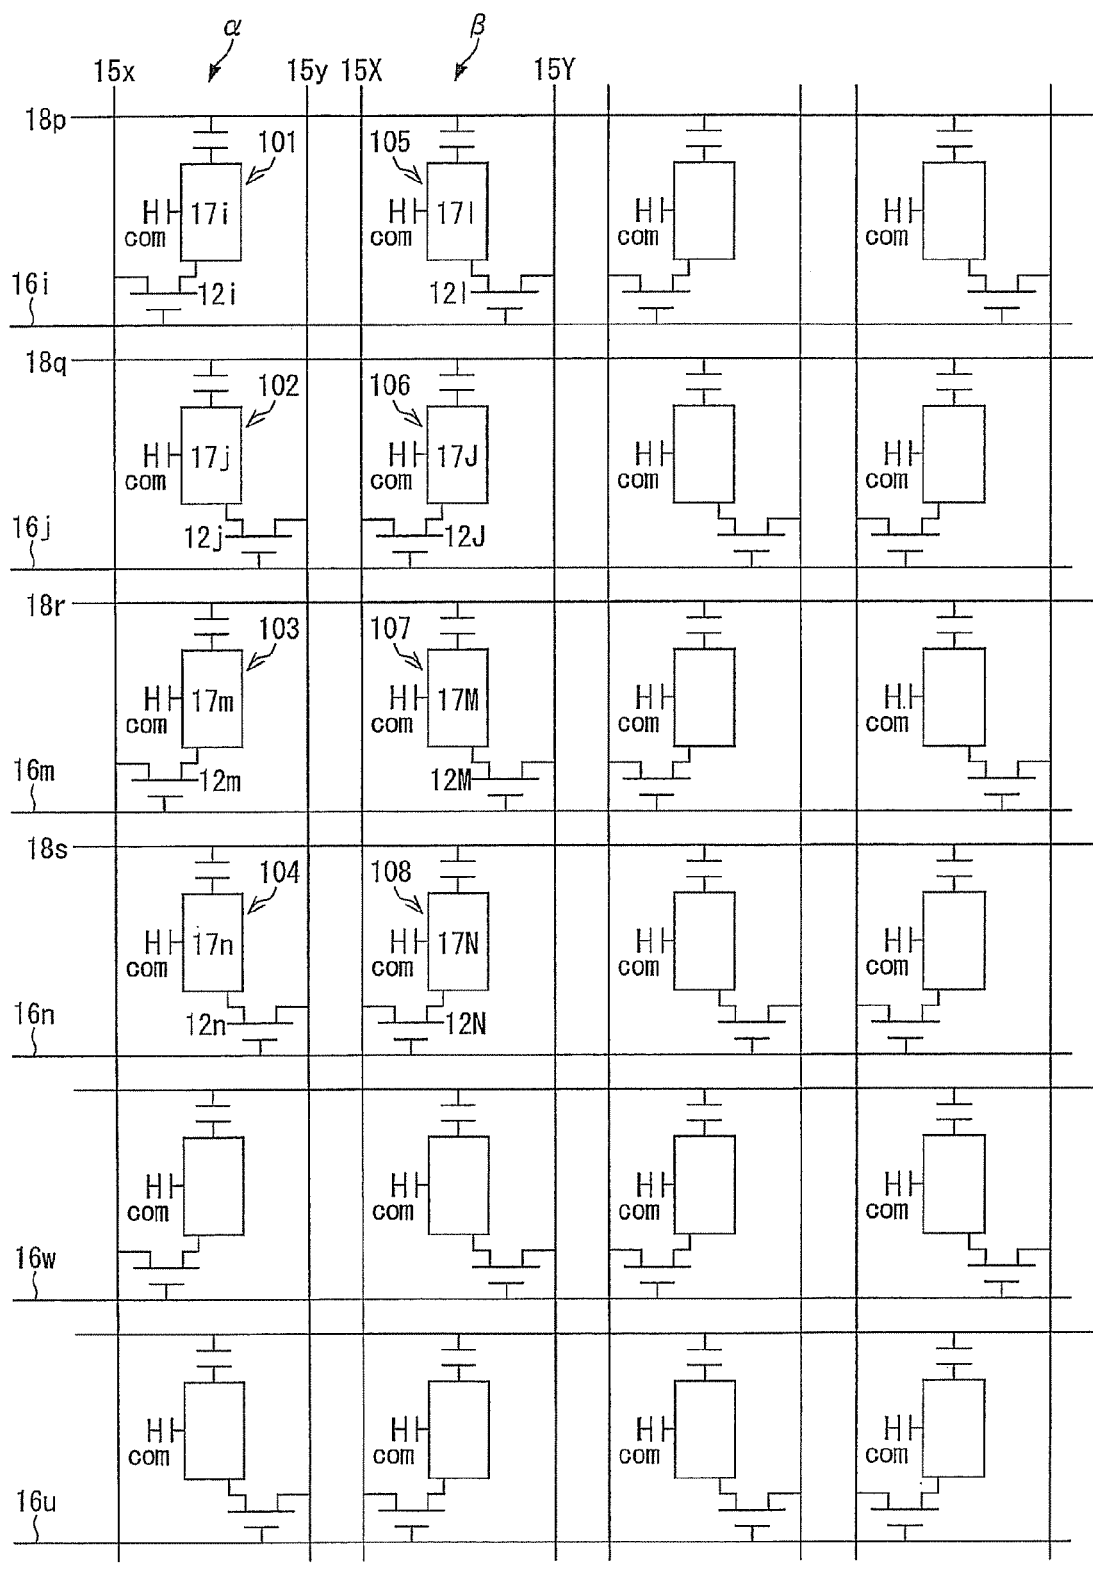 α β
15x 15y 15X 15Y
18p
101 105
17i 17I
com com com com
16i 12i 12I
18q
102 106
17j 17J
com com com com
16j 12j 12J
18r
103 107
17m 17M
com com com com
16m 12m 12M
18s
104 108
17n 17N
com com com com
16n 12n 12N
com com com com
16w
com com com com
16u